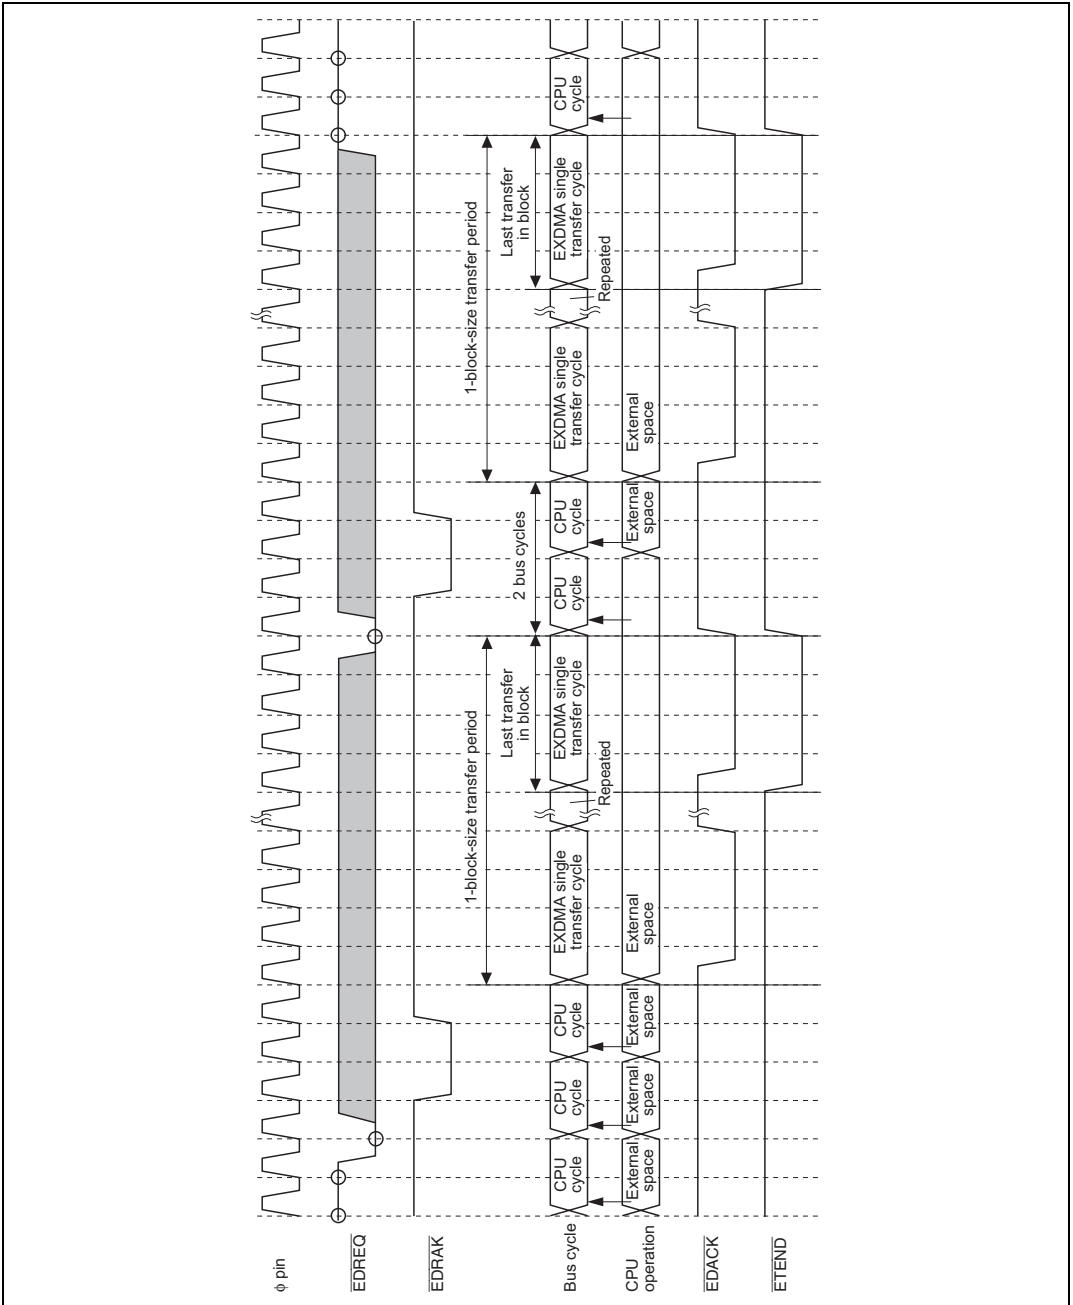 φ pin
EDREQ
EDRAK
1-block-size transfer period
1-block-size transfer period
Last transfer
in block
2 bus cycles
Last transfer
in block
Bus cycle
CPU
cycle
CPU
cycle
CPU
cycle
EXDMA single
transfer cycle
Repeated
EXDMA single
transfer cycle
CPU
cycle
CPU
cycle
EXDMA single
transfer cycle
Repeated
EXDMA single
transfer cycle
CPU
cycle
CPU
operation
External
space
External
space
External
space
External
space
External
space
External
space
EDACK
ETEND